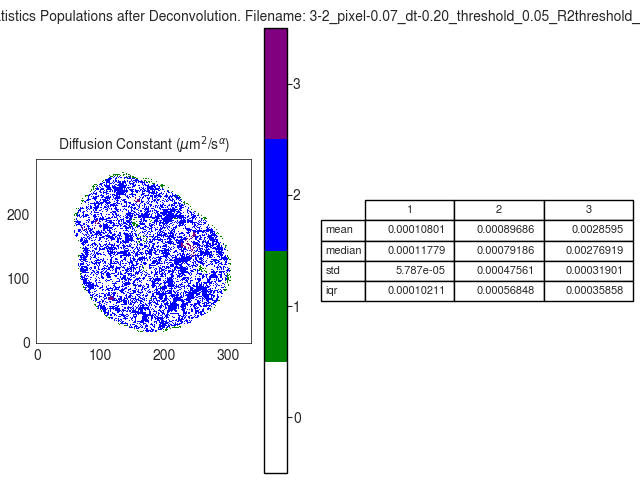 tistics Populations after Deconvolution. Filename: 3-2_pixel-0.07_dt-0.20_threshold_0.05_R2threshold_
Diffusion Constant (μm²/s^α)
200
100
0
0 100 200 300
3
2
1
0
1 2 3
mean 0.00010801 0.00089686 0.0028595
median 0.00011779 0.00079186 0.00276919
std 5.787e-05 0.00047561 0.00031901
iqr 0.00010211 0.00056848 0.00035858